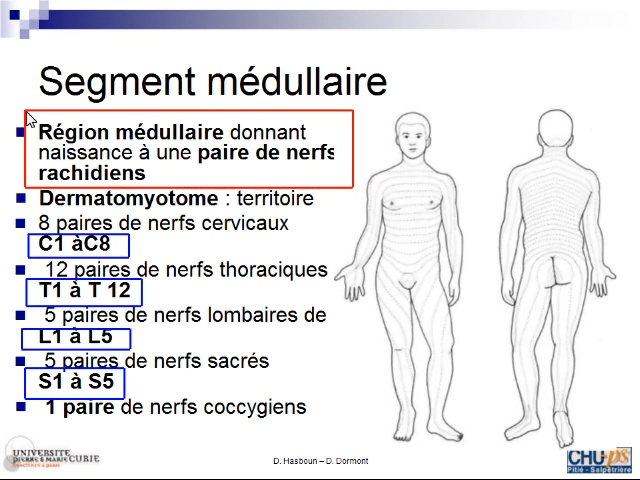 Segment médullaire
Région médullaire donnant
naissance à une paire de nerfs
rachidiens
Dermatomyotome : territoire
8 paires de nerfs cervicaux
C1 àC8
12 paires de nerfs thoraciques
T1 à T 12
5 paires de nerfs lombaires de
L1 à L5
5 paires de nerfs sacrés
S1 à S5
1 paire de nerfs coccygiens
UNIVERSITE
PIERRE & MARIE CURIE
D. Hasboun – D. Dormont
CHU PS
Pitié - Salpêtrière